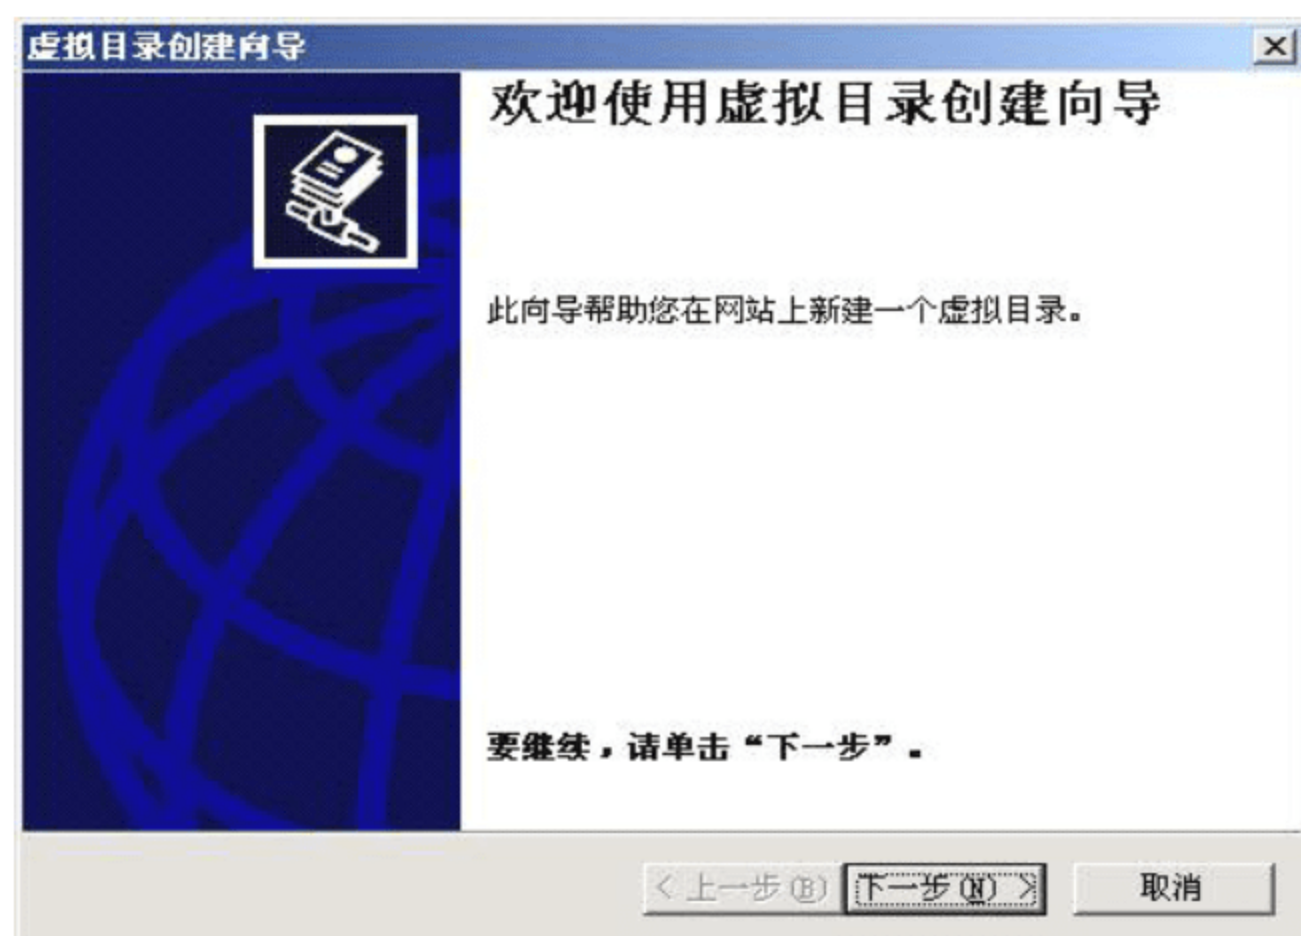 虚拟目录创建向导
欢迎使用虚拟目录创建向导
此向导帮助您在网站上新建一个虚拟目录。
要继续，请单击“下一步”。
< 上一步(B) 下一步(N) > 取消